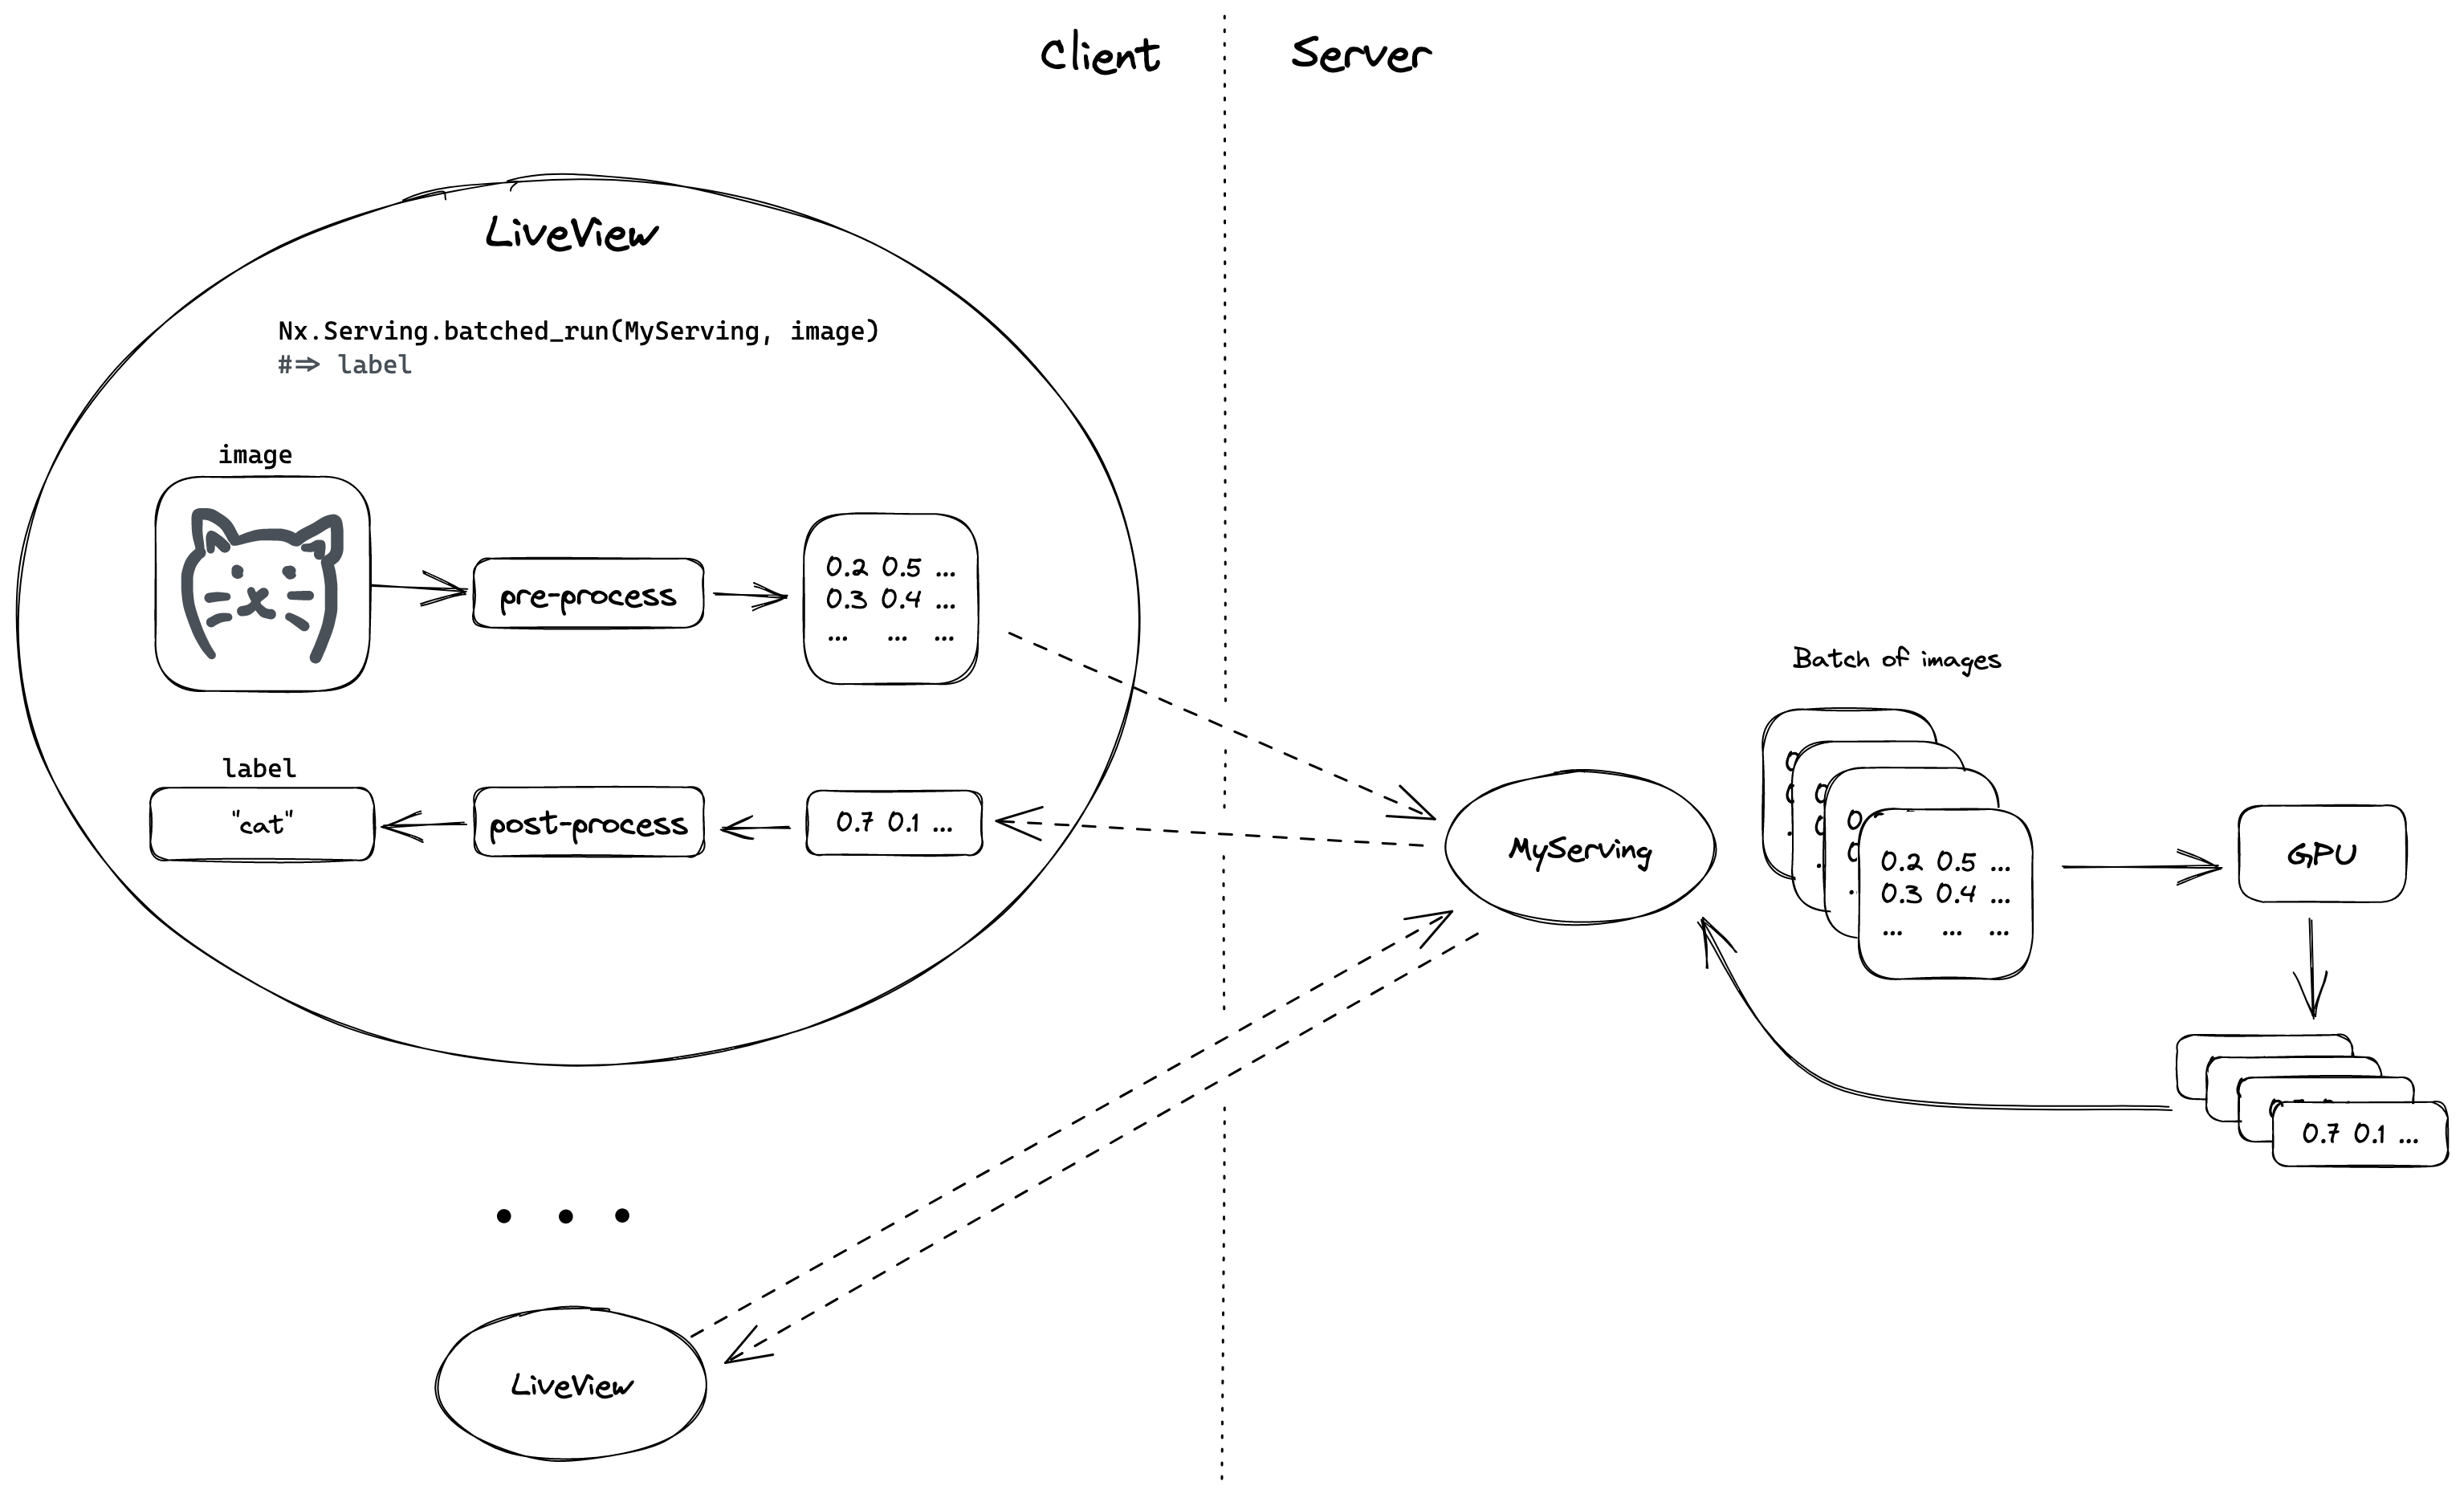 Client
Server
LiveView
Nx.Serving.batched_run(MyServing, image)
#=> label
image
pre-process
0.2 0.5 ...
0.3 0.4 ...
... ... ...
label
"cat"
post-process
0.7 0.1 ...
MyServing
Batch of images
0.2 0.5 ...
0.3 0.4 ...
... ... ...
GPU
0.7 0.1 ...
LiveView